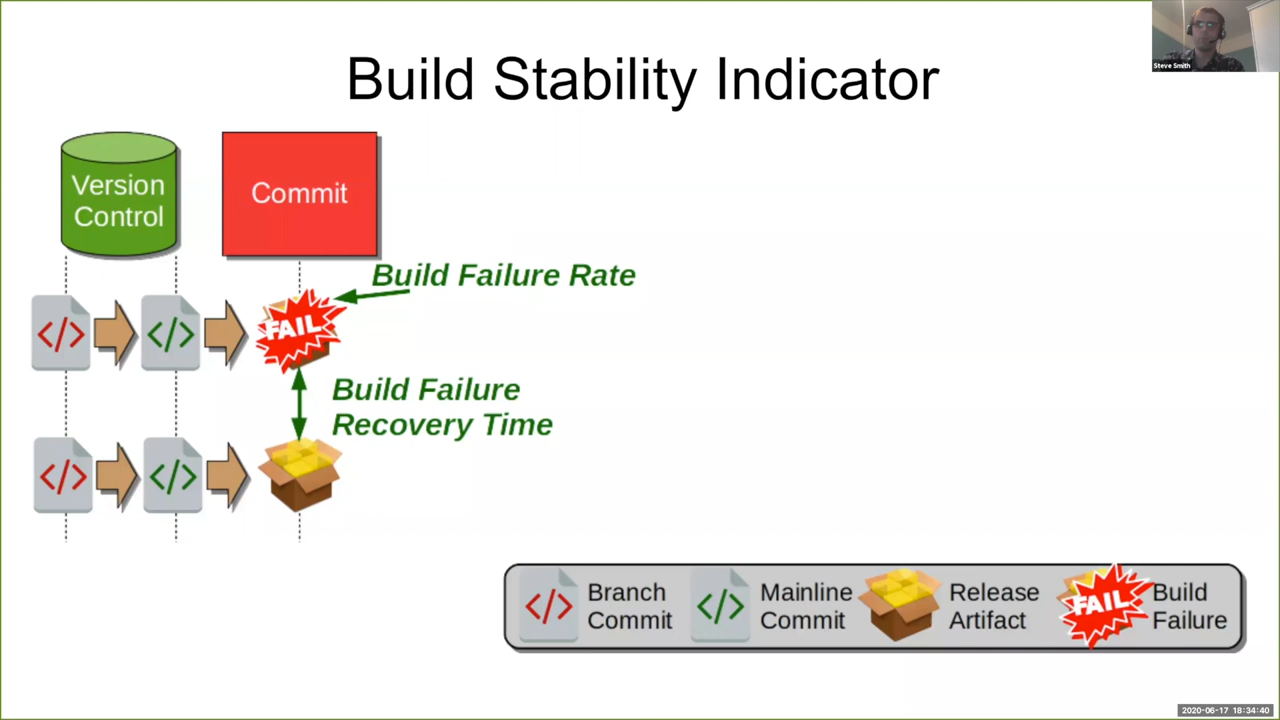 Steve Smith
Build Stability Indicator
Version
Control
Commit
Build Failure Rate
</>
</>
FAIL
Build Failure
Recovery Time
</>
</>
</>
Branch
Commit
</>
Mainline
Commit
Release
Artifact
FAIL
Build
Failure
2020-06-17 18:34:40